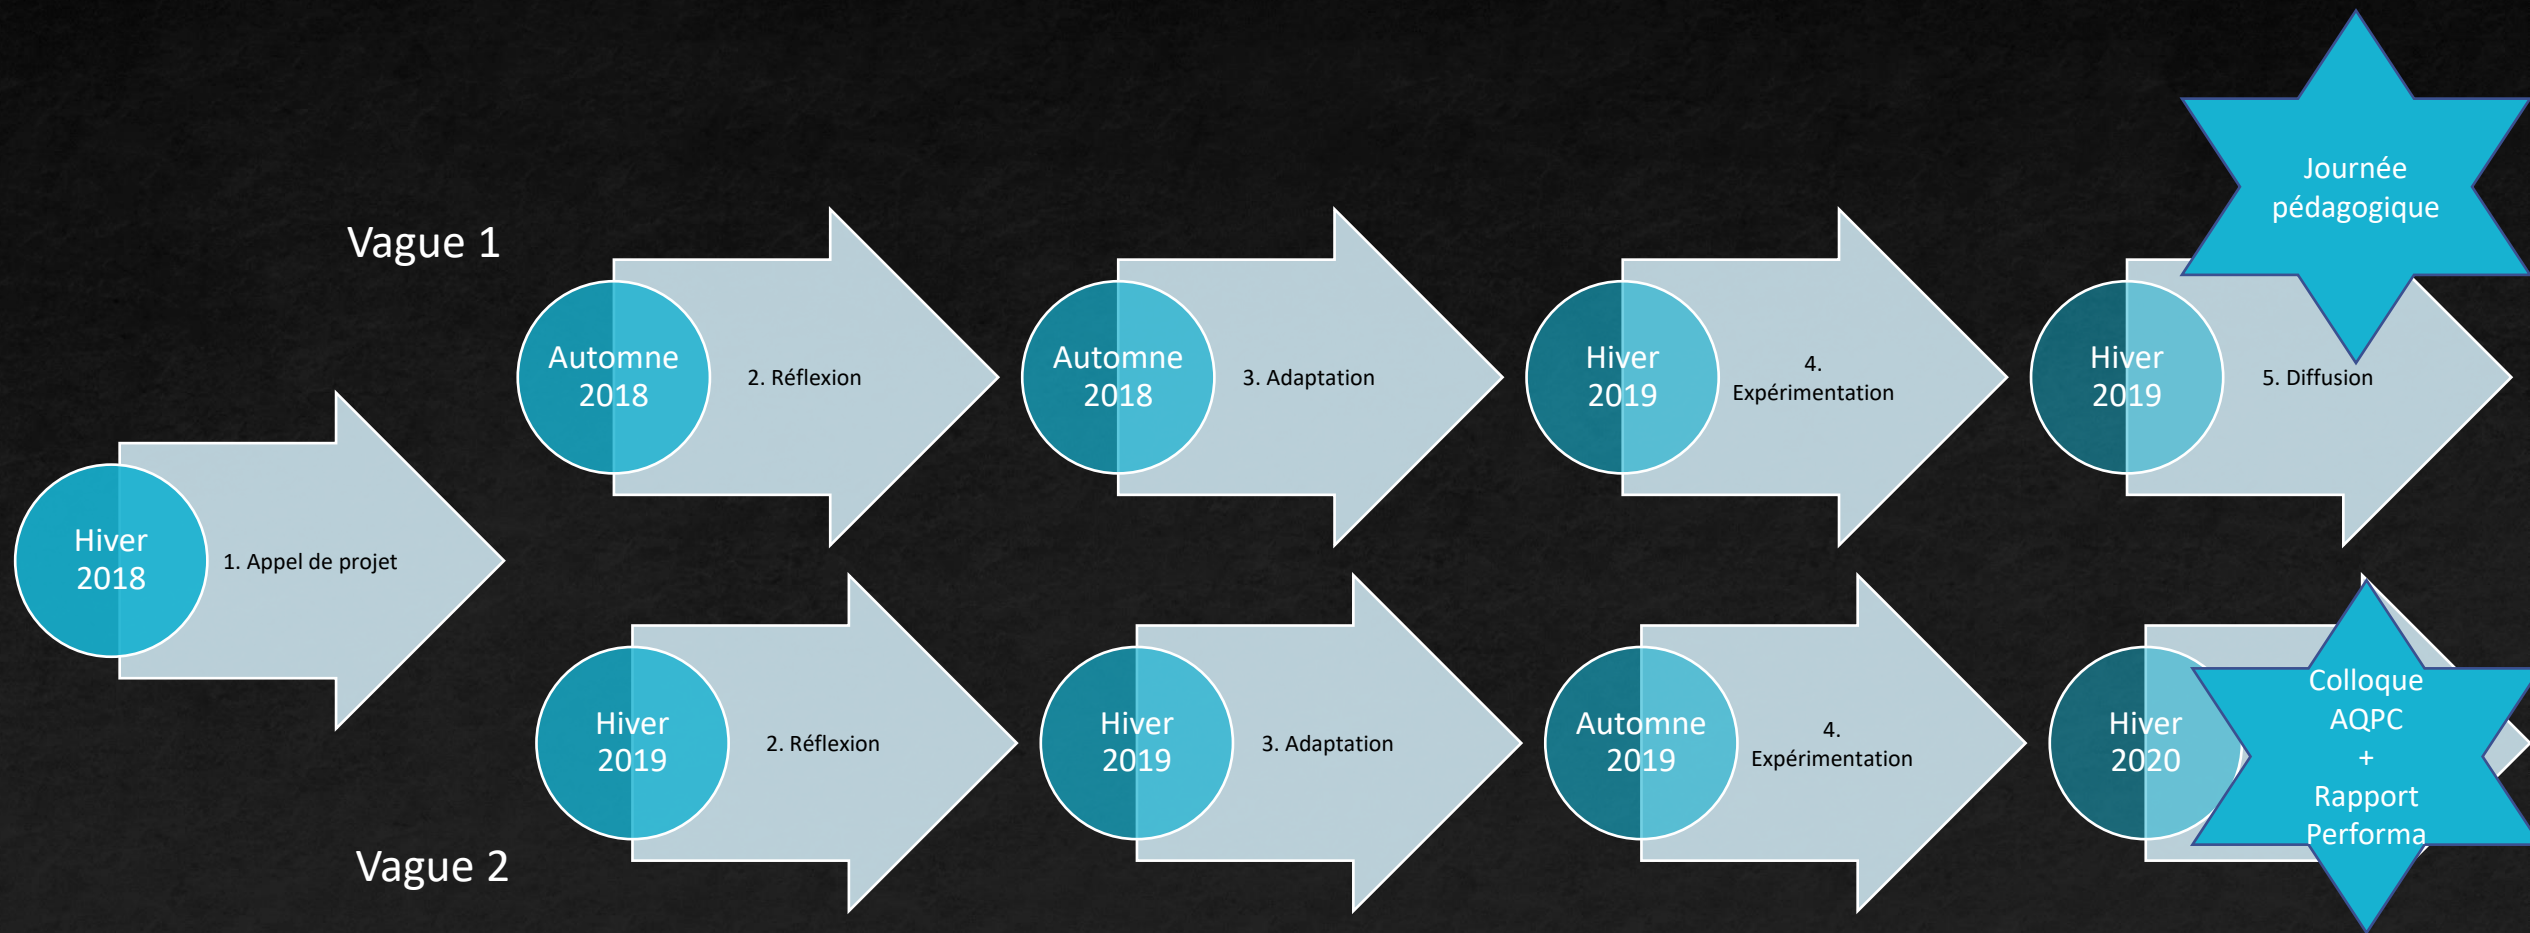 Vague 1
Hiver
2018
1. Appel de projet
Automne
2018
2. Réflexion
Automne
2018
3. Adaptation
Hiver
2019
4.
Expérimentation
Hiver
2019
5. Diffusion
Journée
pédagogique
Vague 2
Hiver
2019
2. Réflexion
Hiver
2019
3. Adaptation
Automne
2019
4.
Expérimentation
Hiver
2020
Colloque
AQPC
+
Rapport
Performa